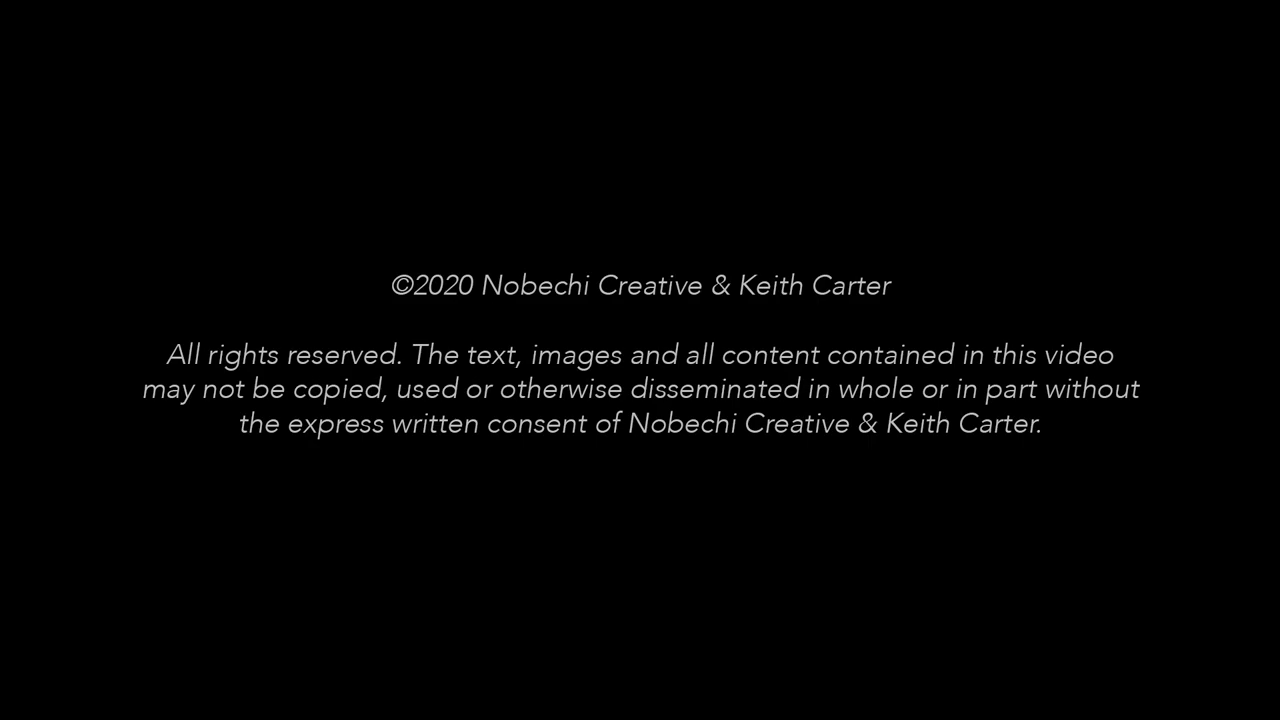 ©2020 Nobechi Creative & Keith Carter
All rights reserved. The text, images and all content contained in this video
may not be copied, used or otherwise disseminated in whole or in part without
the express written consent of Nobechi Creative & Keith Carter.